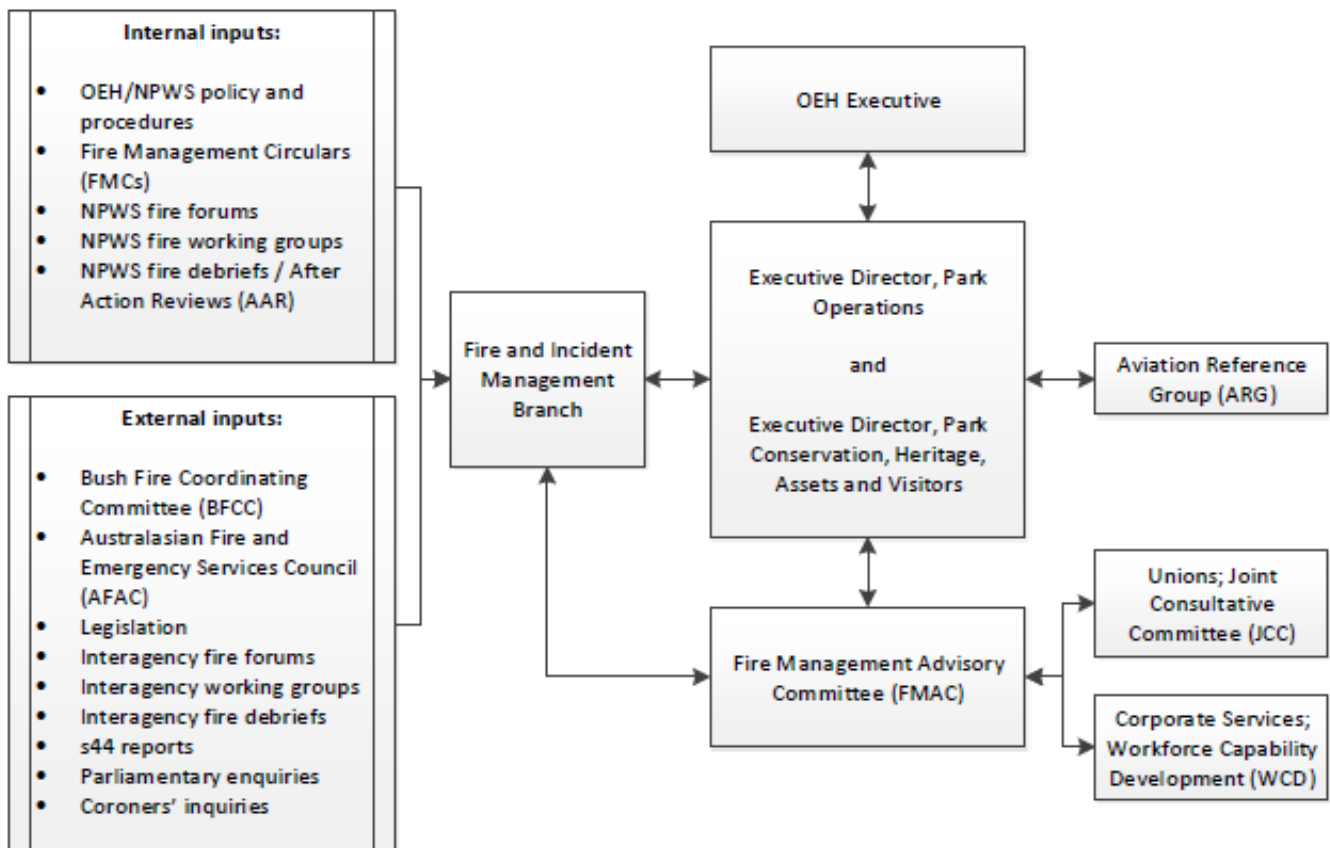 Internal inputs:
• OEH/NPWS policy and
procedures
• Fire Management Circulars
(FMCs)
• NPWS fire forums
• NPWS fire working groups
• NPWS fire debriefs / After
Action Reviews (AAR)
External inputs:
• Bush Fire Coordinating
Committee (BFCC)
• Australasian Fire and
Emergency Services Council
(AFAC)
• Legislation
• Interagency fire forums
• Interagency working groups
• Interagency fire debriefs
• s44 reports
• Parliamentary enquiries
• Coroners’ inquiries
Fire and Incident
Management
Branch
OEH Executive
Executive Director, Park
Operations
and
Executive Director, Park
Conservation, Heritage,
Assets and Visitors
Fire Management Advisory
Committee (FMAC)
Aviation Reference
Group (ARG)
Unions; Joint
Consultative
Committee (JCC)
Corporate Services;
Workforce Capability
Development (WCD)